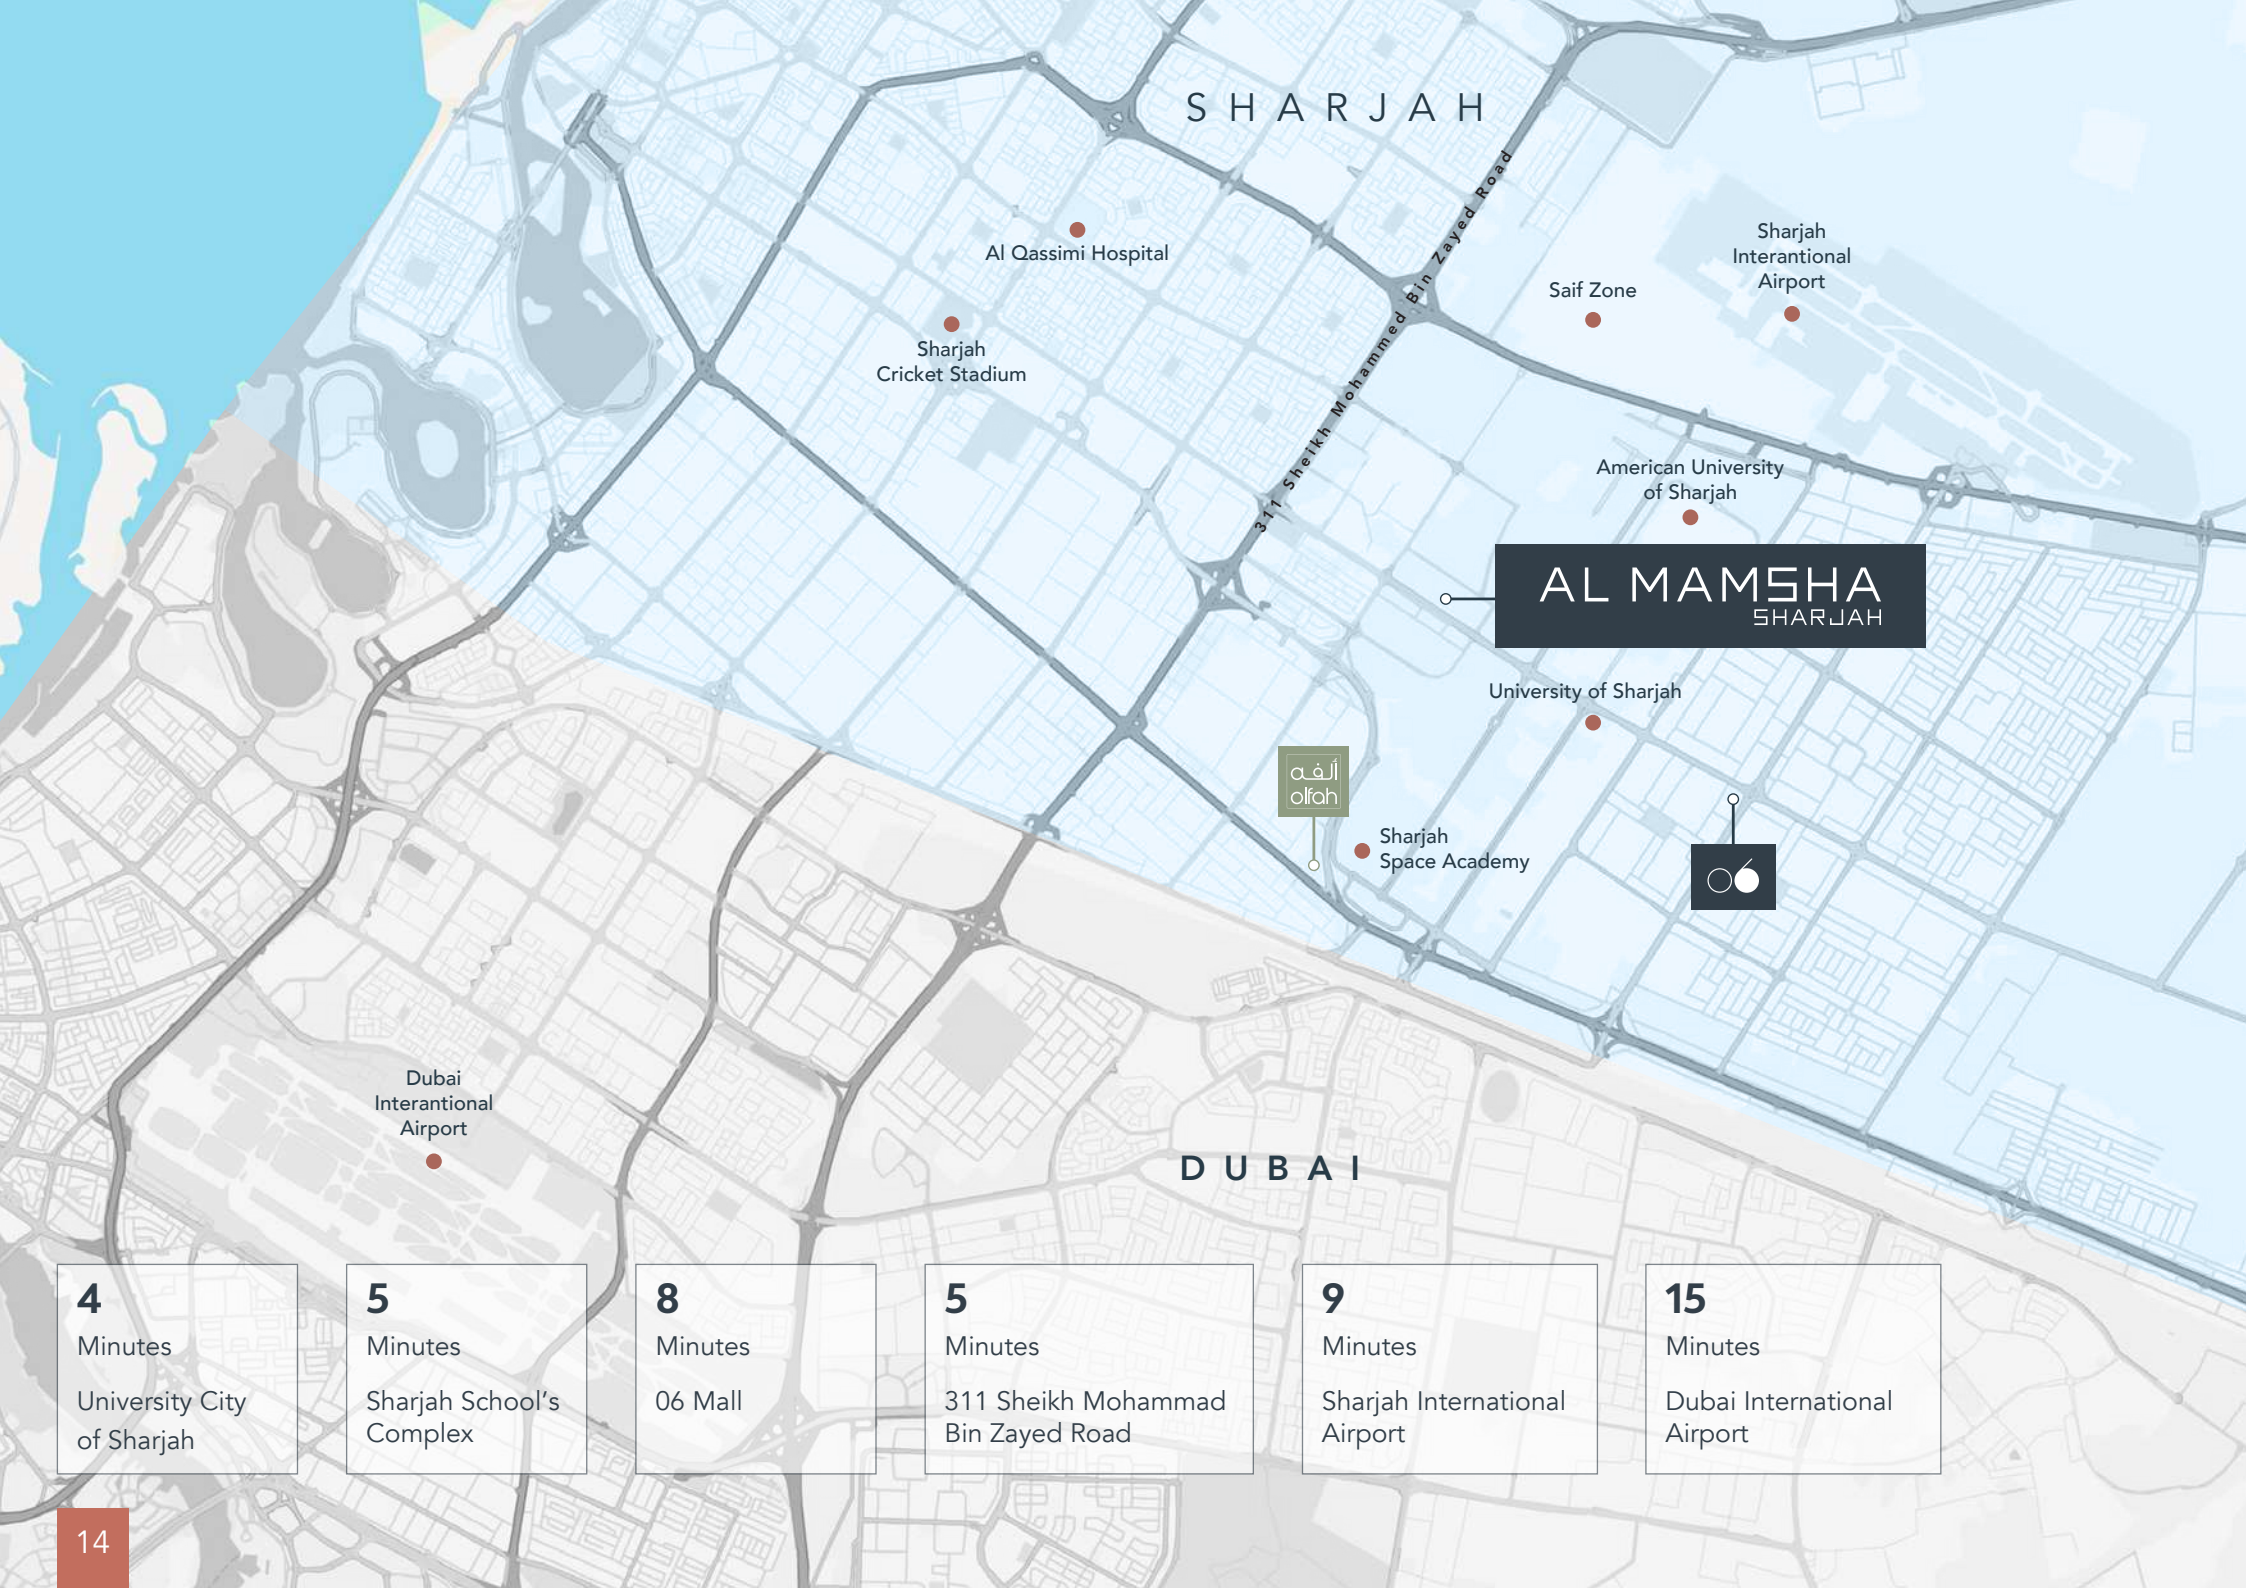 SHARJAH
311 Sheikh Mohammed Bin Zayed Road
Al Qassimi Hospital
Sharjah
Cricket Stadium
Saif Zone
Sharjah
Interantional
Airport
American University
of Sharjah
AL MAMSHA
SHARJAH
University of Sharjah
ألفه
olfah
Sharjah
Space Academy
06
Dubai
Interantional
Airport
DUBAI
4
Minutes
University City
of Sharjah
5
Minutes
Sharjah School’s
Complex
8
Minutes
06 Mall
5
Minutes
311 Sheikh Mohammad
Bin Zayed Road
9
Minutes
Sharjah International
Airport
15
Minutes
Dubai International
Airport
14